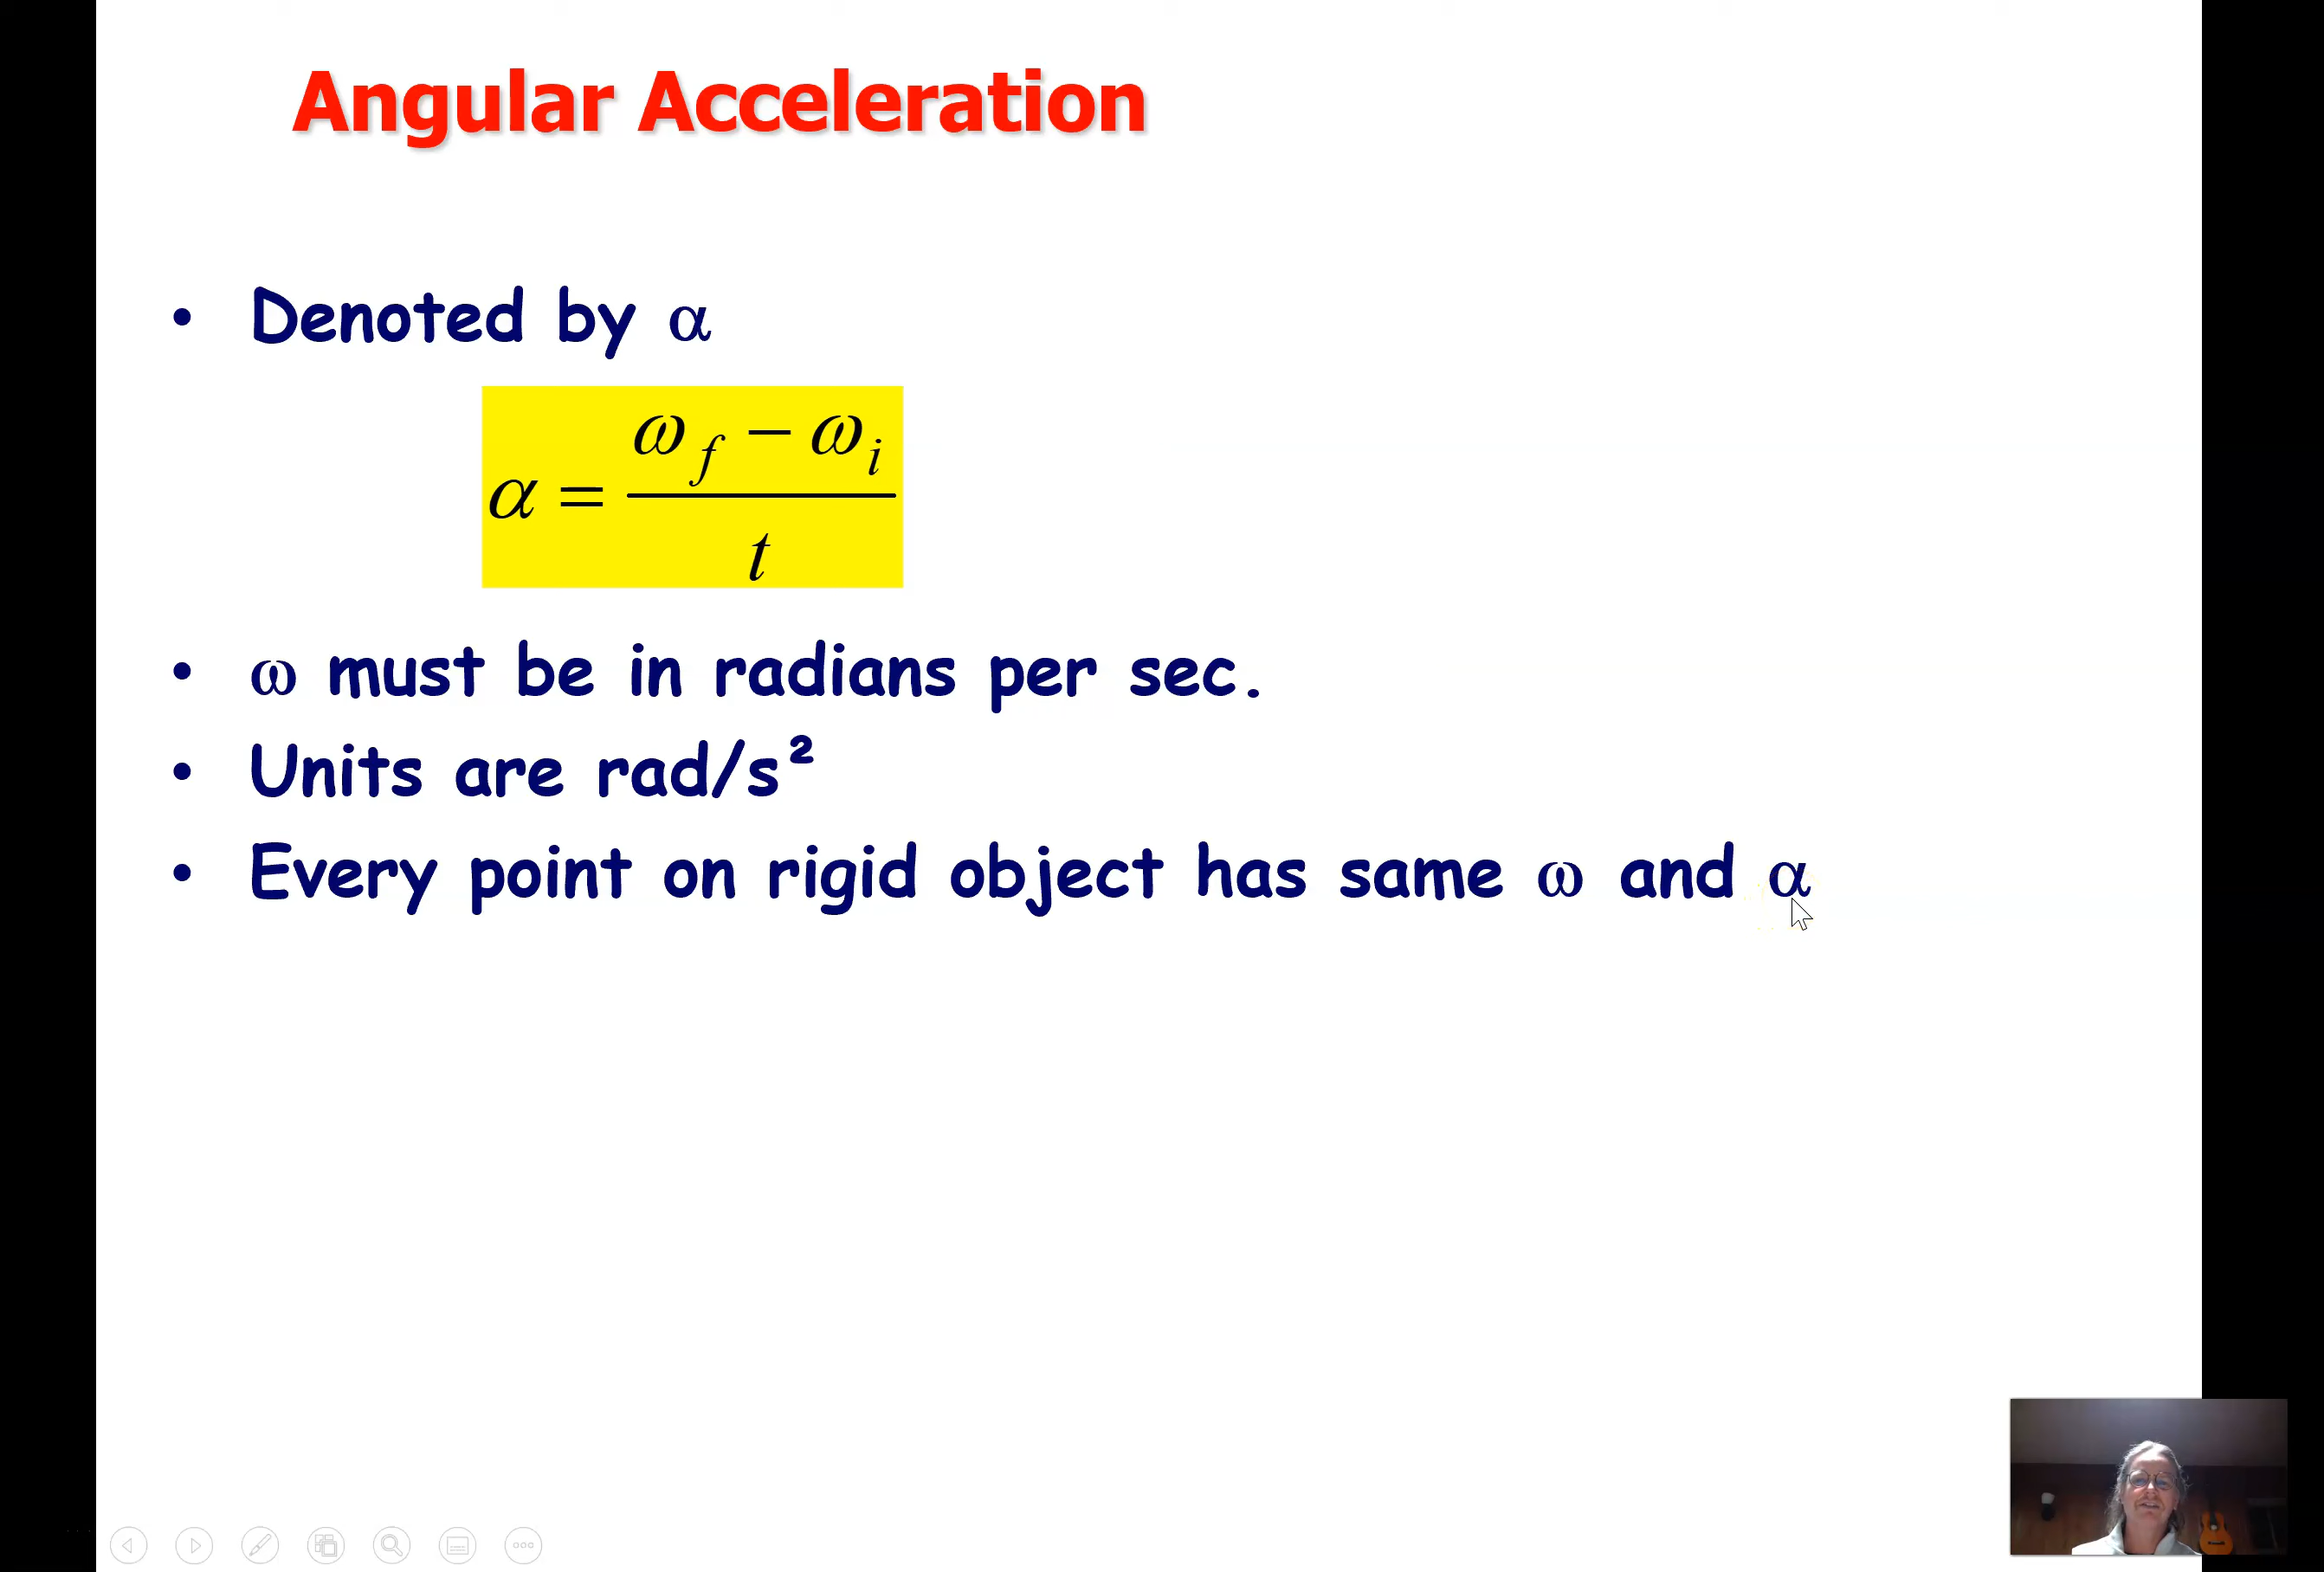 Angular Acceleration
• Denoted by α
α = (ω_f − ω_i) / t
• ω must be in radians per sec.
• Units are rad/s²
• Every point on rigid object has same ω and α